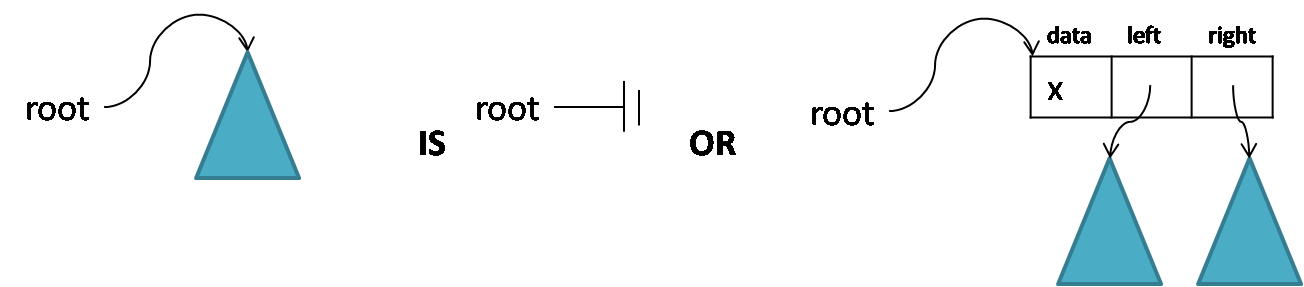 root
IS
root
OR
root
data left right
X